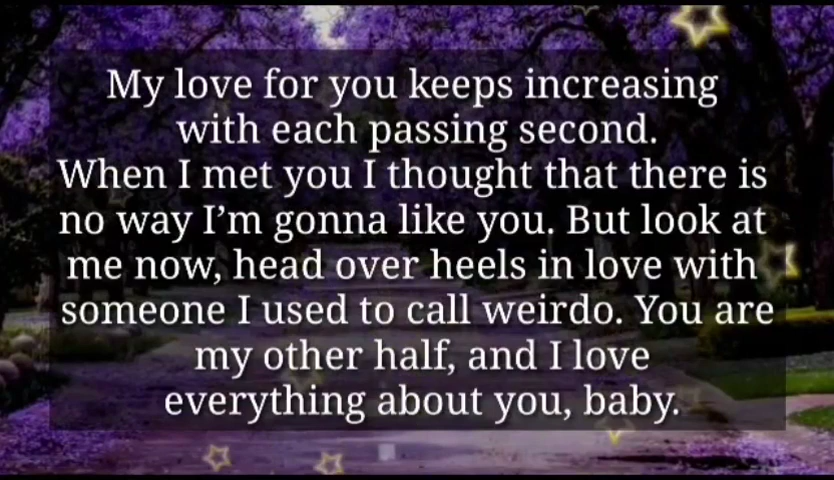 My love for you keeps increasing
with each passing second.
When I met you I thought that there is
no way I’m gonna like you. But look at
me now, head over heels in love with
someone I used to call weirdo. You are
my other half, and I love
everything about you, baby.